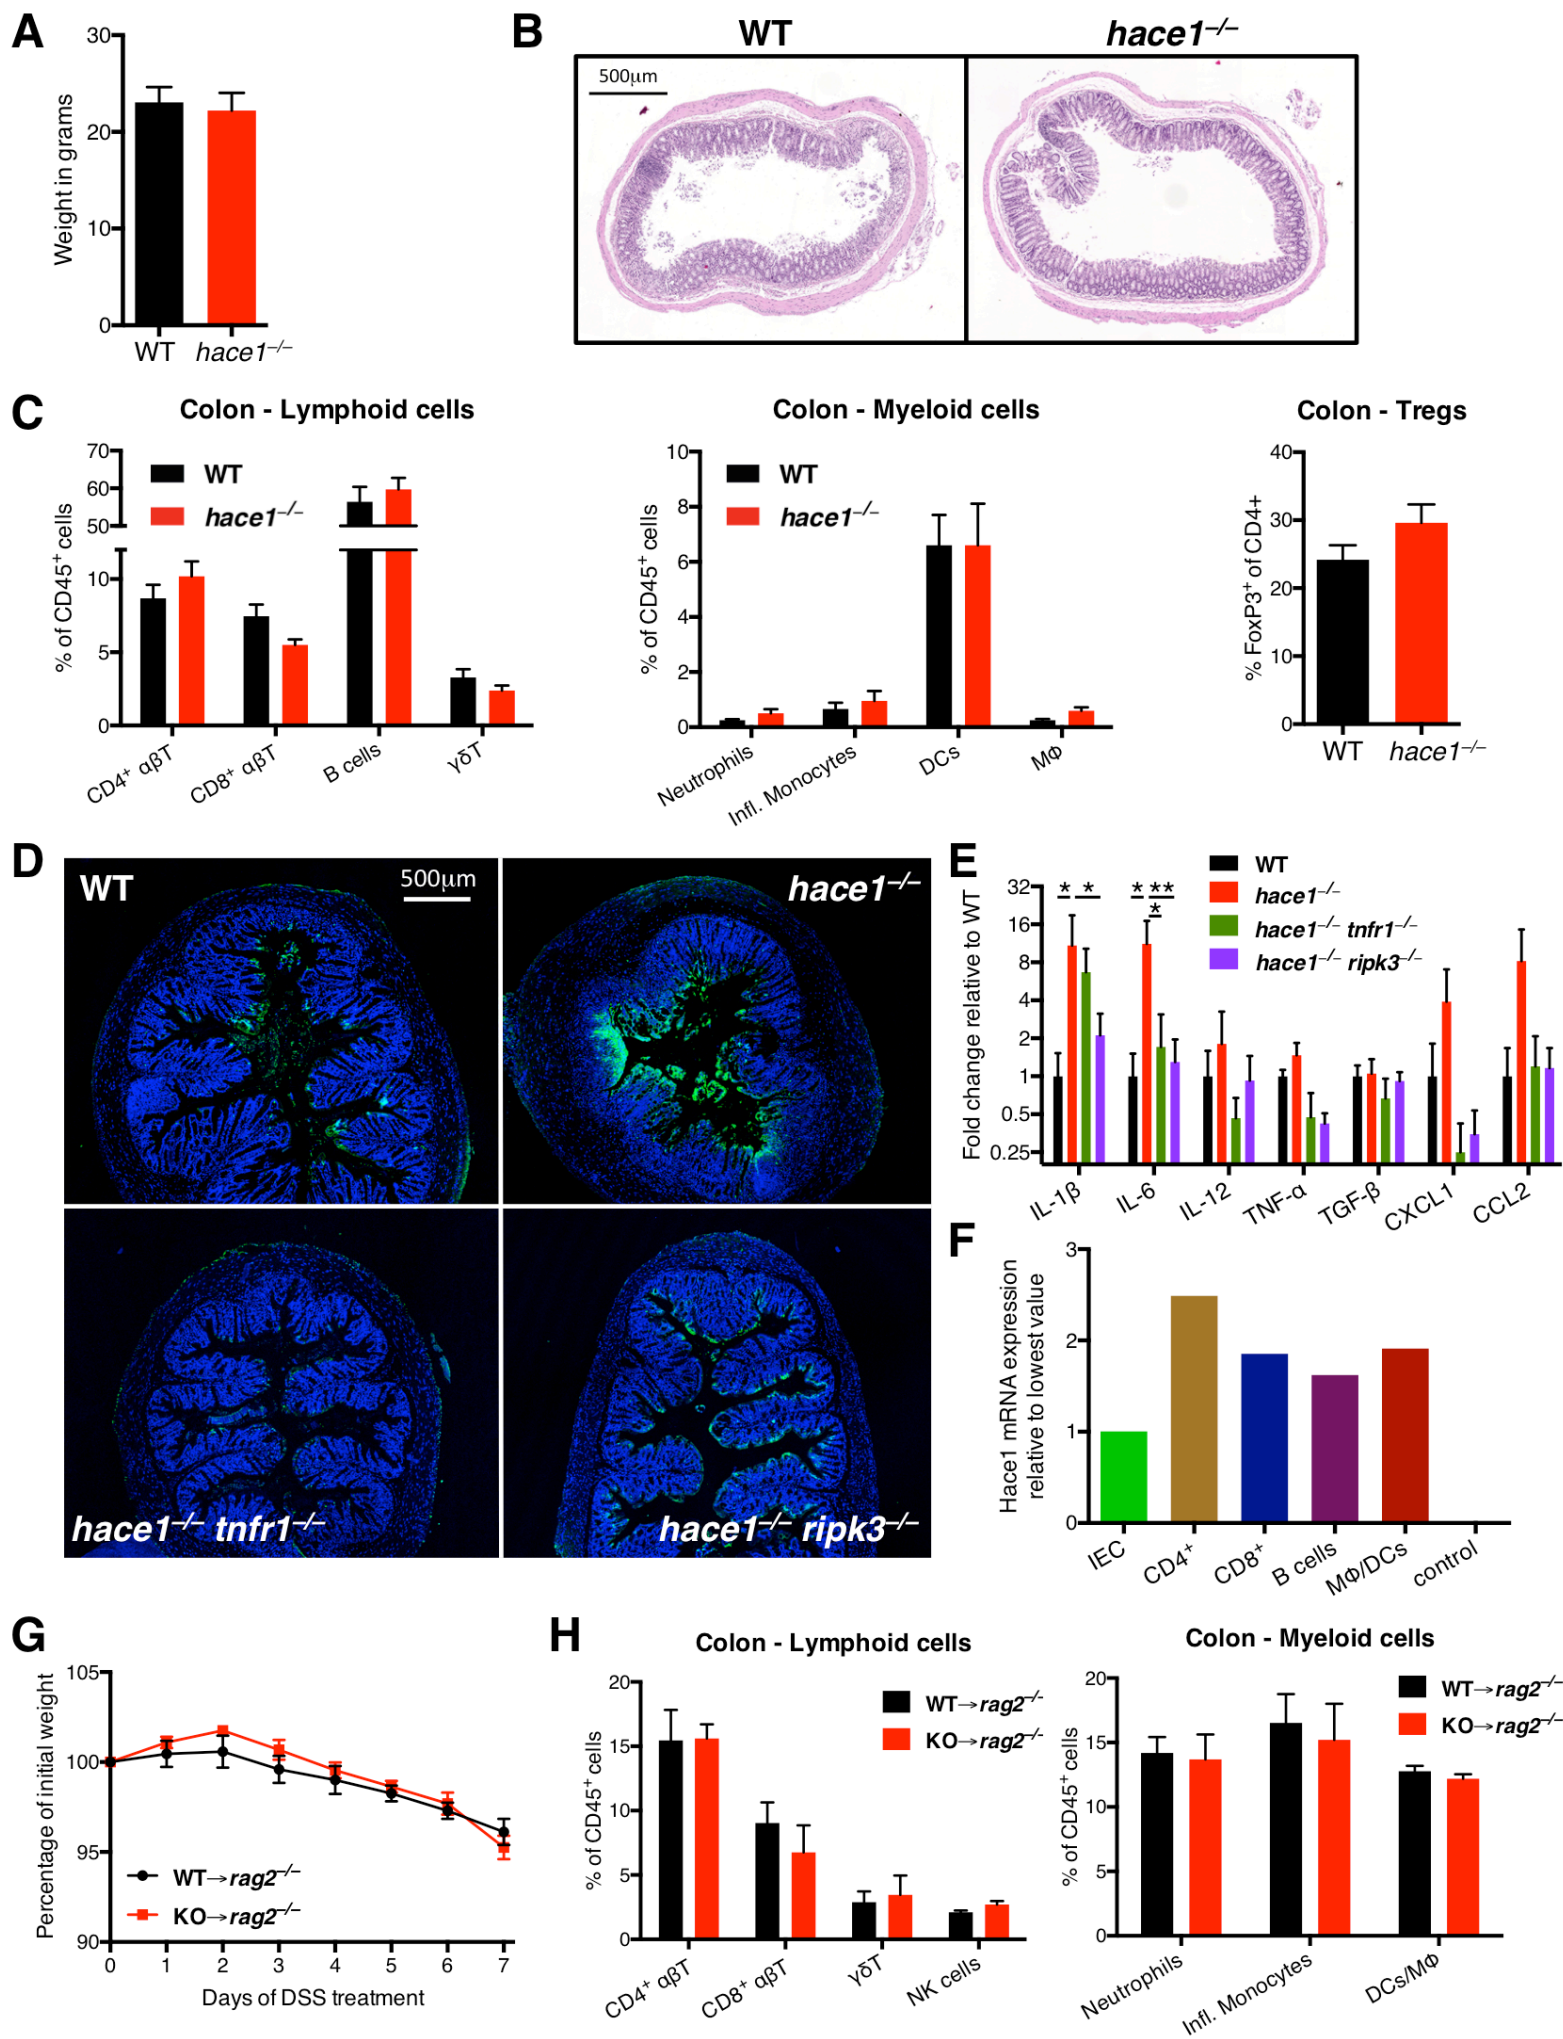 A
Weight in grams
30
20
10
0
WT
hace1–/–
B
WT
hace1–/–
500μm
C
Colon - Lymphoid cells
% of CD45+ cells
70
60
50
10
5
0
WT
hace1–/–
CD4+ αβT
CD8+ αβT
B cells
γδT
Colon - Myeloid cells
% of CD45+ cells
10
8
6
4
2
0
WT
hace1–/–
Neutrophils
Infl. Monocytes
DCs
MΦ
Colon - Tregs
% FoxP3+ of CD4+
40
30
20
10
0
WT
hace1–/–
D
WT
500μm
hace1–/–
hace1–/– tnfr1–/–
hace1–/– ripk3–/–
E
WT
hace1–/–
hace1–/– tnfr1–/–
hace1–/– ripk3–/–
Fold change relative to WT
32
16
8
4
2
1
0.5
0.25
* *
* **
*
IL-1β
IL-6
IL-12
TNF-α
TGF-β
CXCL1
CCL2
F
Hace1 mRNA expression
relative to lowest value
3
2
1
0
IEC
CD4+
CD8+
B cells
MΦ/DCs
control
G
Percentage of initial weight
105
100
95
90
WT→rag2–/–
KO→rag2–/–
0 1 2 3 4 5 6 7
Days of DSS treatment
H
Colon - Lymphoid cells
% of CD45+ cells
20
15
10
5
0
WT→rag2–/–
KO→rag2–/–
CD4+ αβT
CD8+ αβT
γδT
NK cells
Colon - Myeloid cells
% of CD45+ cells
20
15
10
5
0
WT→rag2–/–
KO→rag2–/–
Neutrophils
Infl. Monocytes
DCs/MΦ